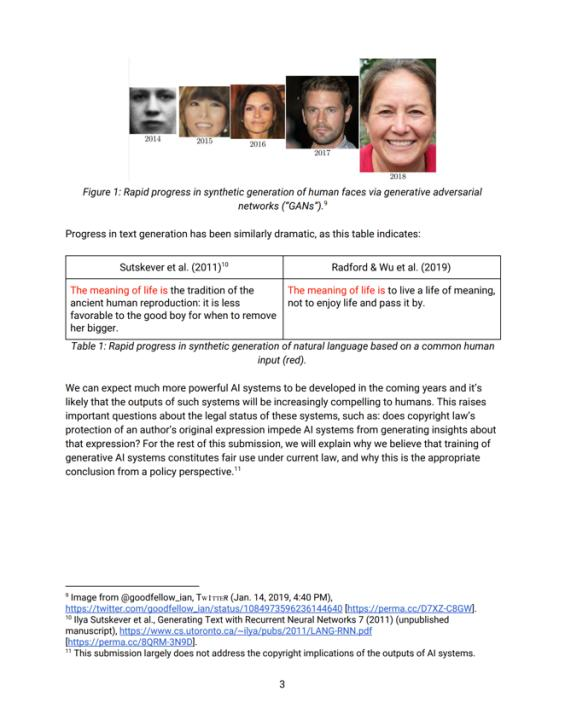 2014
2015
2016
2017
2018
Figure 1: Rapid progress in synthetic generation of human faces via generative adversarial
networks (“GANs”).⁹
Progress in text generation has been similarly dramatic, as this table indicates:
Sutskever et al. (2011)¹⁰
Radford & Wu et al. (2019)
The meaning of life is the tradition of the
ancient human reproduction: it is less
favorable to the good boy for when to remove
her bigger.
The meaning of life is to live a life of meaning,
not to enjoy life and pass it by.
Table 1: Rapid progress in synthetic generation of natural language based on a common human
input (red).
We can expect much more powerful AI systems to be developed in the coming years and it’s
likely that the outputs of such systems will be increasingly compelling to humans. This raises
important questions about the legal status of these systems, such as: does copyright law’s
protection of an author’s original expression impede AI systems from generating insights about
that expression? For the rest of this submission, we will explain why we believe that training of
generative AI systems constitutes fair use under current law, and why this is the appropriate
conclusion from a policy perspective.¹¹
⁹ Image from @goodfellow_ian, TWITTER (Jan. 14, 2019, 4:40 PM),
https://twitter.com/goodfellow_ian/status/1084973596236144640 [https://perma.cc/D7XZ-C8GW].
¹⁰ Ilya Sutskever et al., Generating Text with Recurrent Neural Networks 7 (2011) (unpublished
manuscript), https://www.cs.utoronto.ca/~ilya/pubs/2011/LANG-RNN.pdf
[https://perma.cc/8QRM-3N9D].
¹¹ This submission largely does not address the copyright implications of the outputs of AI systems.
3